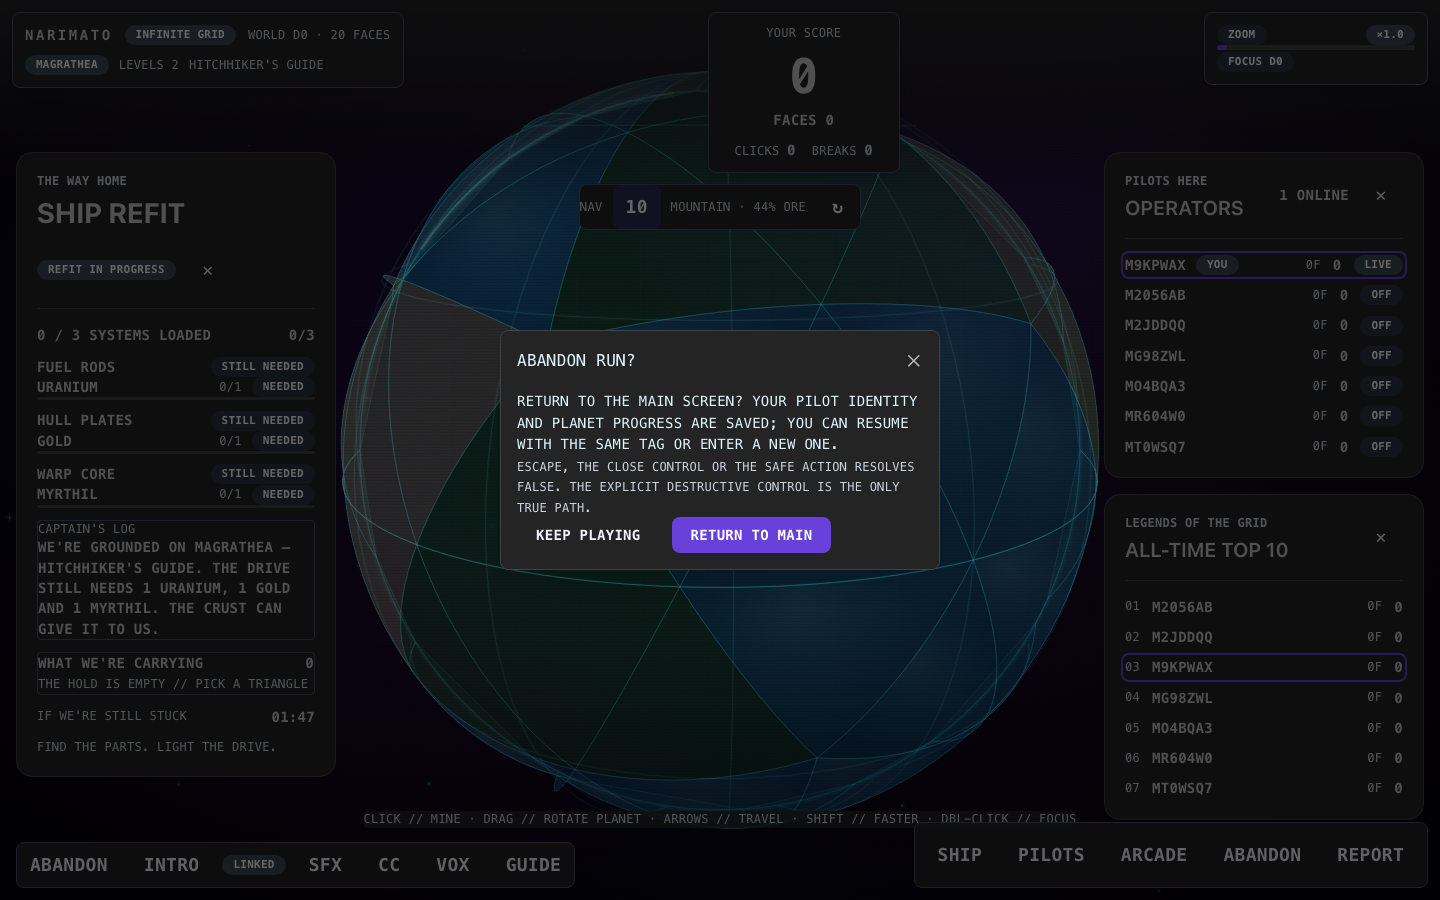 NARIMATO INFINITE GRID WORLD D0 · 20 FACES
MAGRATHEA LEVELS 2 HITCHHIKER'S GUIDE
YOUR SCORE
0
FACES 0
CLICKS 0 BREAKS 0
ZOOM ×1.0
FOCUS D0
NAV 10 MOUNTAIN · 44% ORE ↻
THE WAY HOME
SHIP REFIT
REFIT IN PROGRESS ×
0 / 3 SYSTEMS LOADED 0/3
FUEL RODS STILL NEEDED
URANIUM 0/1 NEEDED
HULL PLATES STILL NEEDED
GOLD 0/1 NEEDED
WARP CORE STILL NEEDED
MYRTHIL 0/1 NEEDED
CAPTAIN'S LOG
WE'RE GROUNDED ON MAGRATHEA —
HITCHHIKER'S GUIDE. THE DRIVE
STILL NEEDS 1 URANIUM, 1 GOLD
AND 1 MYRTHIL. THE CRUST CAN
GIVE IT TO US.
WHAT WE'RE CARRYING 0
THE HOLD IS EMPTY // PICK A TRIANGLE
IF WE'RE STILL STUCK 01:47
FIND THE PARTS. LIGHT THE DRIVE.
ABANDON RUN? ×
RETURN TO THE MAIN SCREEN? YOUR PILOT IDENTITY
AND PLANET PROGRESS ARE SAVED; YOU CAN RESUME
WITH THE SAME TAG OR ENTER A NEW ONE.
ESCAPE, THE CLOSE CONTROL OR THE SAFE ACTION RESOLVES
FALSE. THE EXPLICIT DESTRUCTIVE CONTROL IS THE ONLY
TRUE PATH.
KEEP PLAYING RETURN TO MAIN
PILOTS HERE
OPERATORS 1 ONLINE ×
M9KPWAX YOU 0F 0 LIVE
M2056AB 0F 0 OFF
M2JDDQQ 0F 0 OFF
MG98ZWL 0F 0 OFF
MO4BQA3 0F 0 OFF
MR604W0 0F 0 OFF
MT0WSQ7 0F 0 OFF
LEGENDS OF THE GRID
ALL-TIME TOP 10 ×
01 M2056AB 0F 0
02 M2JDDQQ 0F 0
03 M9KPWAX 0F 0
04 MG98ZWL 0F 0
05 MO4BQA3 0F 0
06 MR604W0 0F 0
07 MT0WSQ7 0F 0
CLICK // MINE · DRAG // ROTATE PLANET · ARROWS // TRAVEL · SHIFT // FASTER · DBL-CLICK // FOCUS
ABANDON INTRO LINKED SFX CC VOX GUIDE
SHIP PILOTS ARCADE ABANDON REPORT